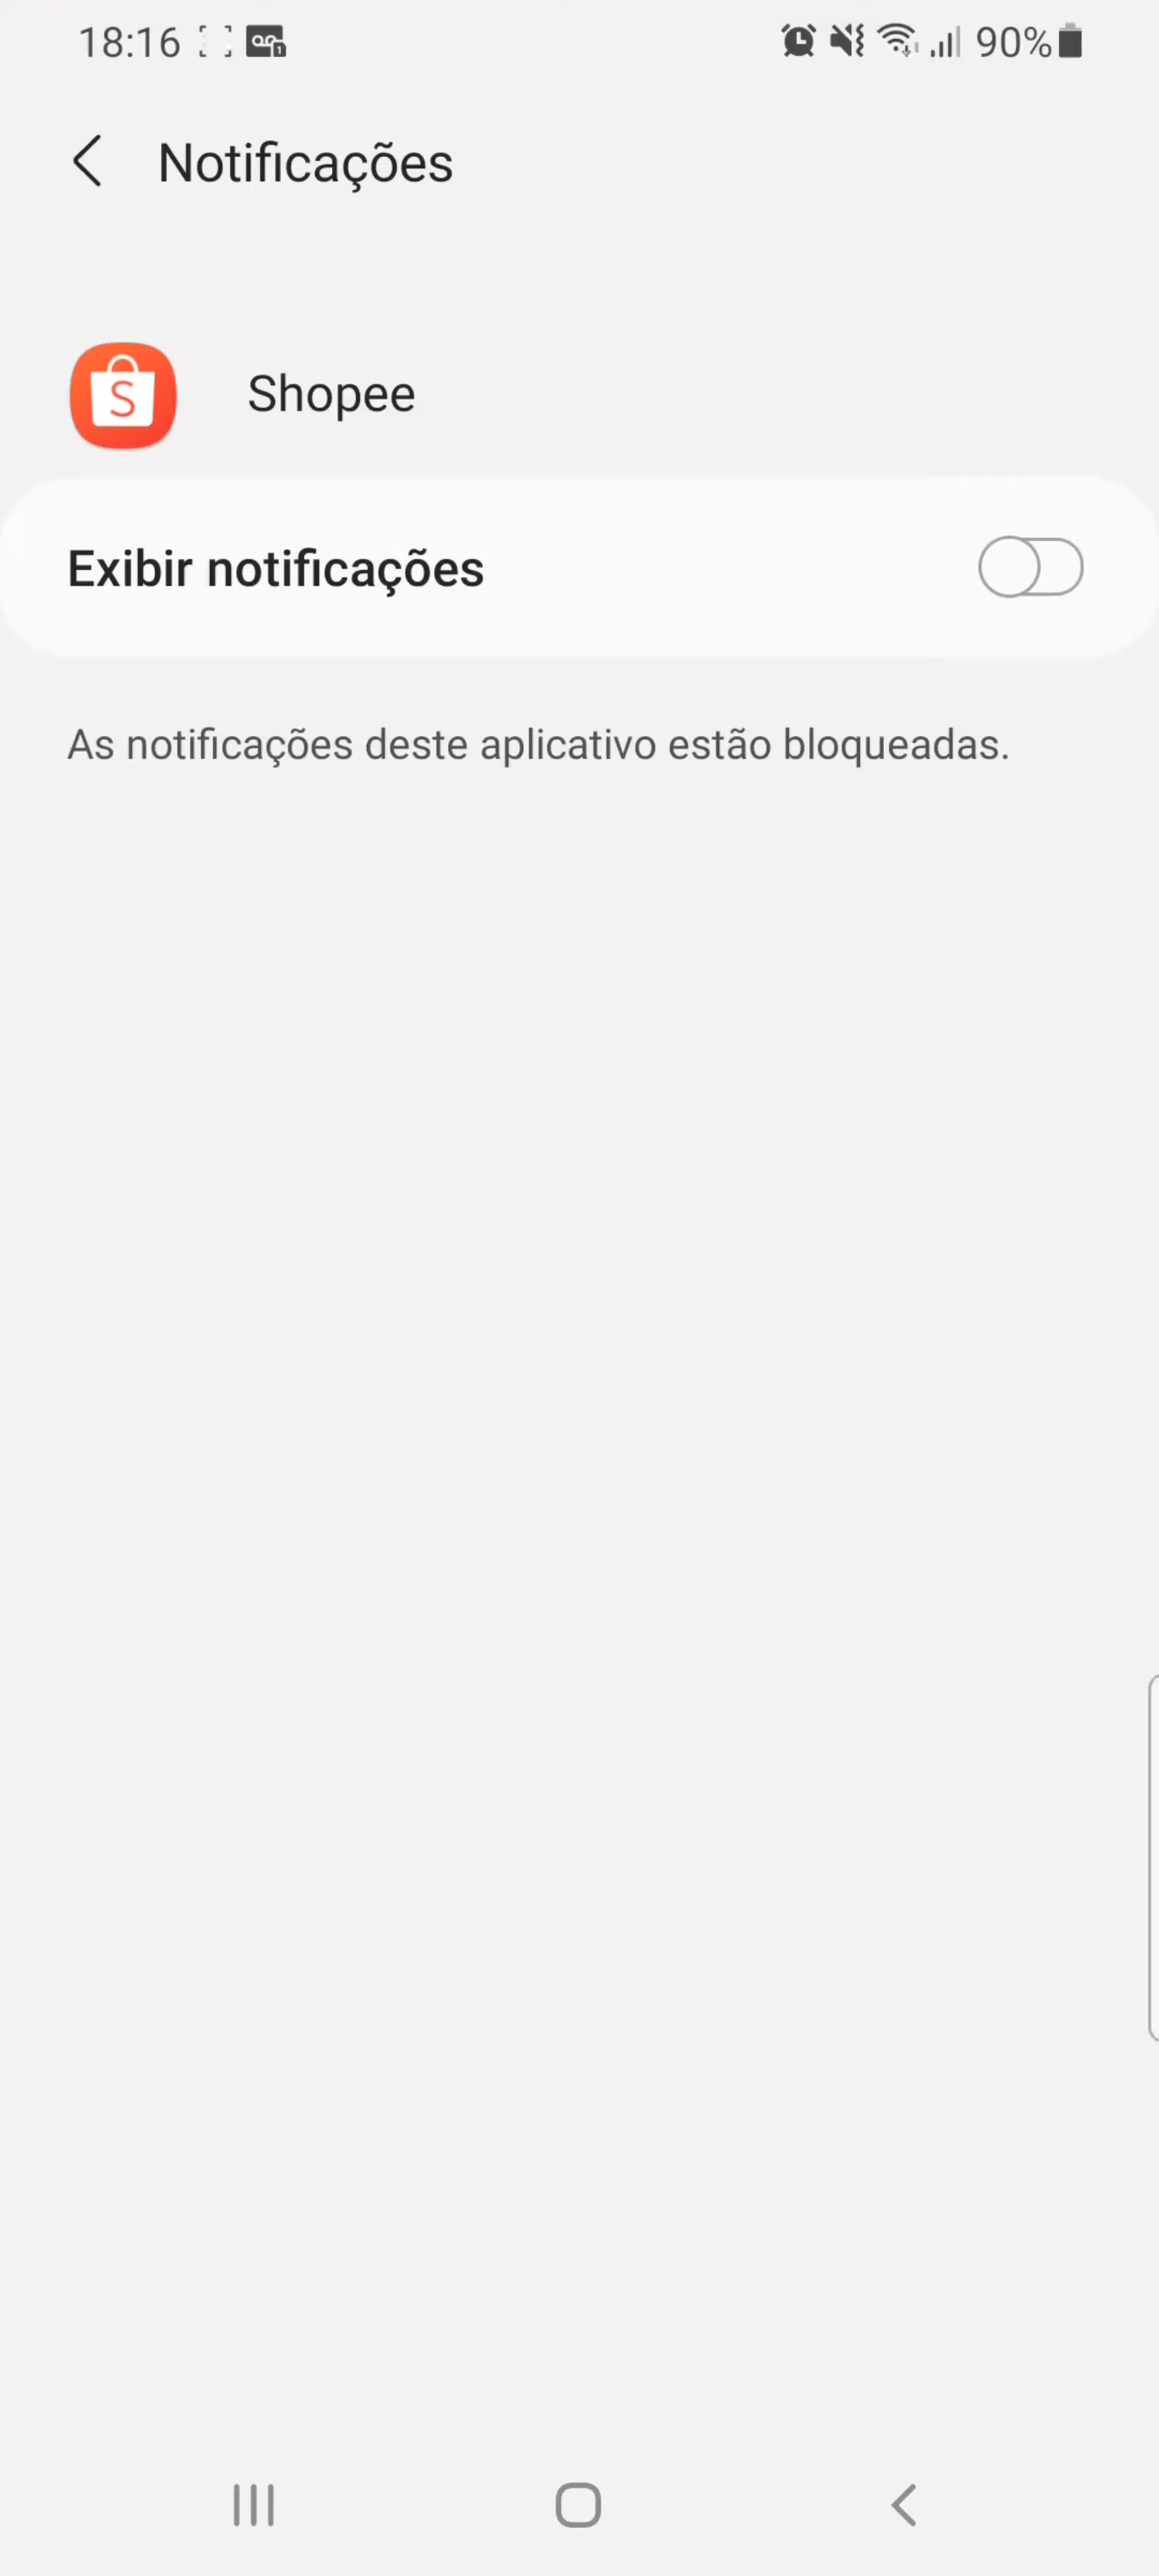 18:16 90%
Notificações
Shopee
Exibir notificações
As notificações deste aplicativo estão bloqueadas.